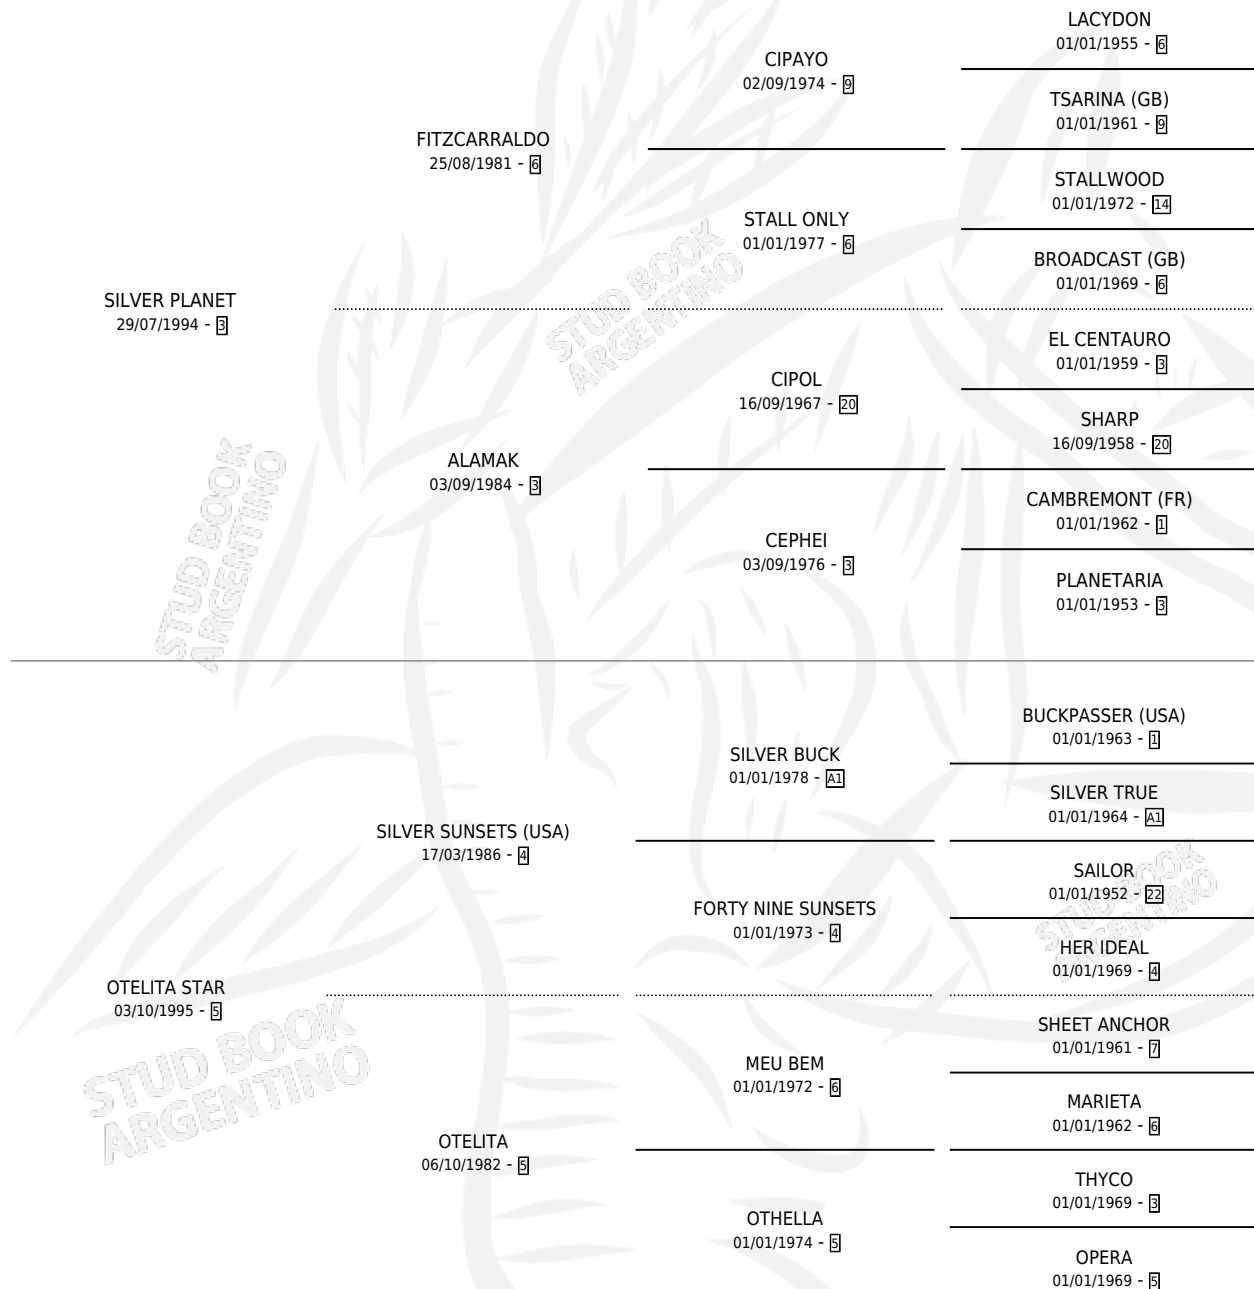 LACYDON
01/01/1955 - 6
CIPAYO
02/09/1974 - 9
TSARINA (GB)
01/01/1961 - 9
FITZCARRALDO
25/08/1981 - 6
STALLWOOD
01/01/1972 - 14
STALL ONLY
01/01/1977 - 6
BROADCAST (GB)
01/01/1969 - 6
SILVER PLANET
29/07/1994 - 3
STUD BOOK
ARGENTINO
EL CENTAURO
01/01/1959 - 3
CIPOL
16/09/1967 - 20
SHARP
16/09/1958 - 20
ALAMAK
03/09/1984 - 3
CAMBREMONT (FR)
01/01/1962 - 1
CEPHEI
03/09/1976 - 3
PLANETARIA
01/01/1953 - 3
STUD BOOK
ARGENTINO
BUCKPASSER (USA)
01/01/1963 - 1
SILVER BUCK
01/01/1978 - A1
SILVER TRUE
01/01/1964 - A1
SILVER SUNSETS (USA)
17/03/1986 - 4
SAILOR
01/01/1952 - 22
FORTY NINE SUNSETS
01/01/1973 - 4
HER IDEAL
01/01/1969 - 4
STUD BOOK
ARGENTINO
OTELITA STAR
03/10/1995 - 5
SHEET ANCHOR
01/01/1961 - 7
MEU BEM
01/01/1972 - 6
MARIETA
01/01/1962 - 6
STUD BOOK
ARGENTINO
OTELITA
06/10/1982 - 5
THYCO
01/01/1969 - 3
OTHELLA
01/01/1974 - 5
OPERA
01/01/1969 - 5